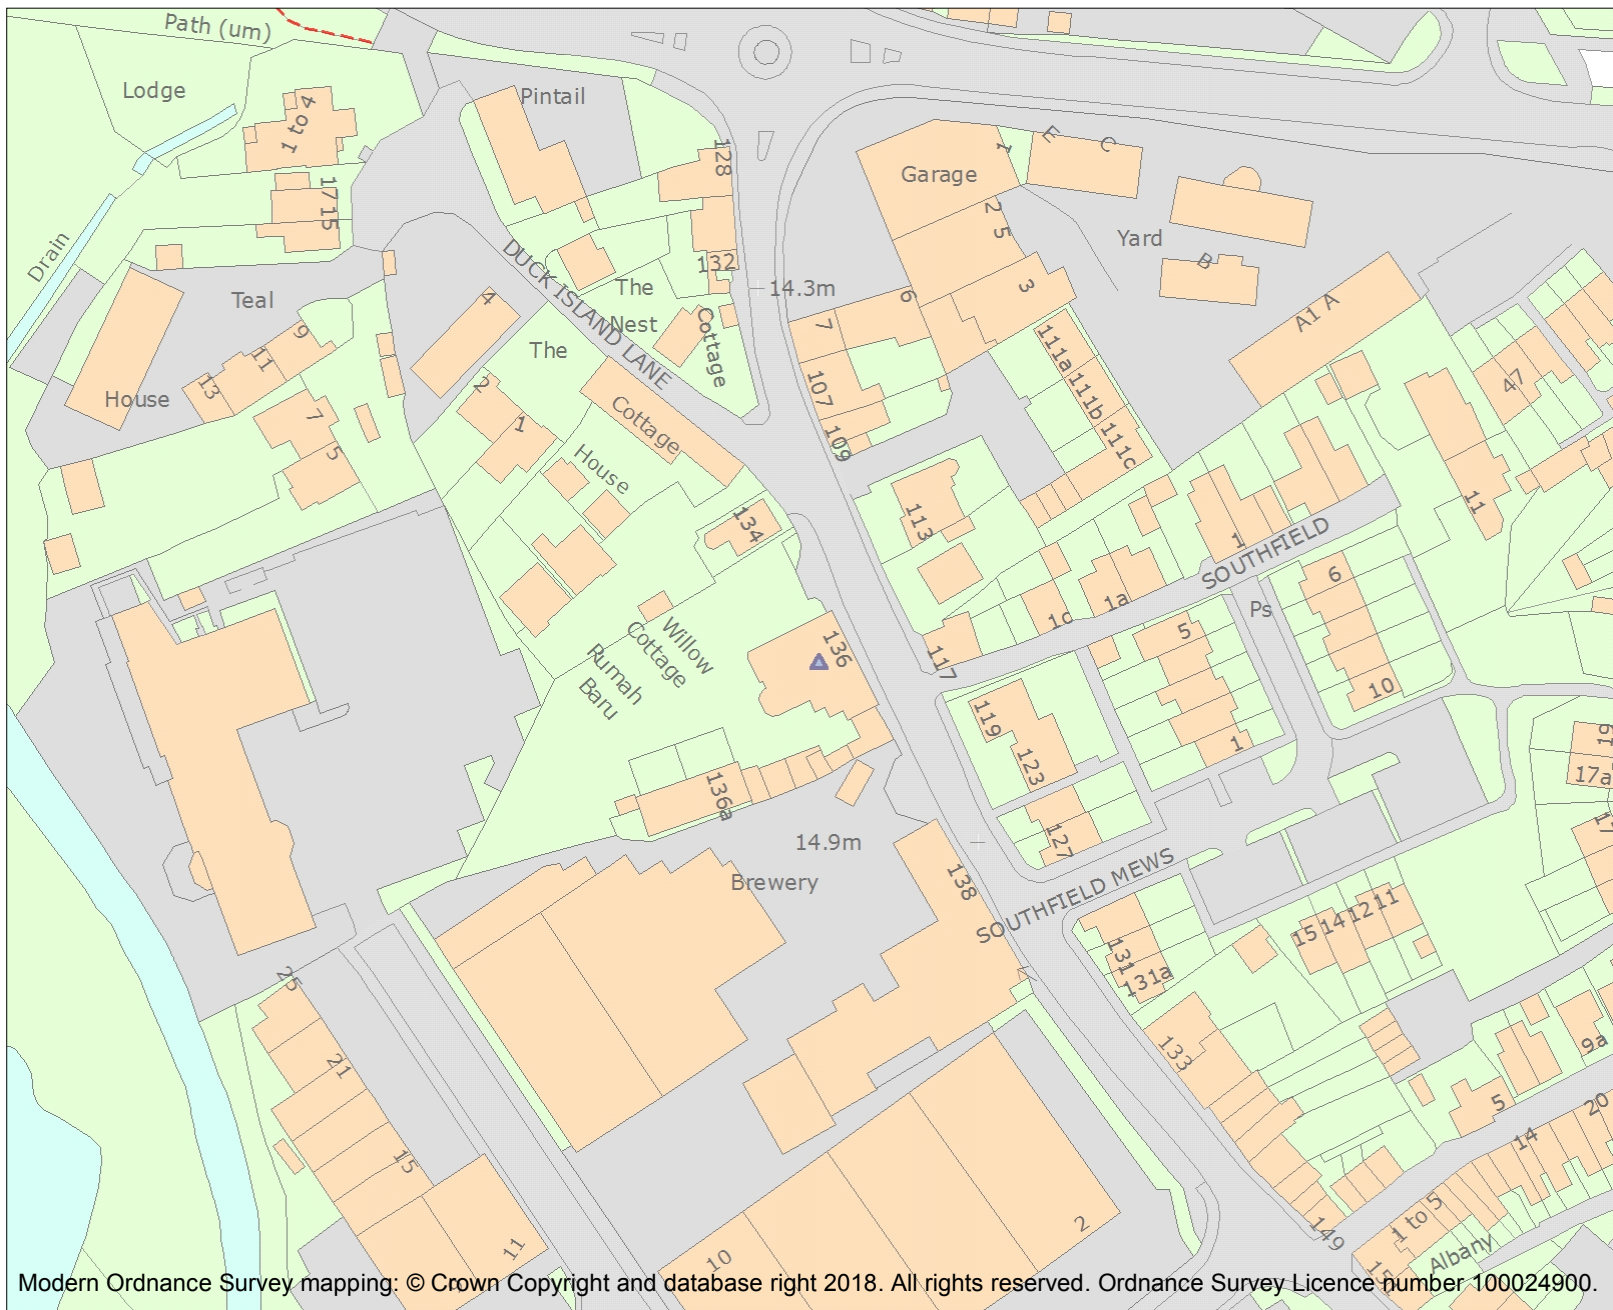 Path (um)
Lodge
1 to 4
Pintail
128
Garage
1
E
C
Drain
17
15
2
5
Yard
132
DUCK ISLAND LANE
The
Nest
Cottage
14.3m
B
Teal
4
6
3
A1 A
9
11
13
The
7
111a
House
7
5
2
1
Cottage
107
109
111b
111c
47
House
134
113
11
1
SOUTHFIELD
6
1c
1a
Ps
5
Willow
Cottage
Rumah
Baru
136
117
10
119
123
1
19
17a
17
136a
127
14.9m
Brewery
138
SOUTHFIELD MEWS
15
14
12
11
131
131a
25
21
133
9a
5
20
14
15
149
1 to 5
Albany
11
10
2
Modern Ordnance Survey mapping: © Crown Copyright and database right 2018. All rights reserved. Ordnance Survey Licence number 100024900.